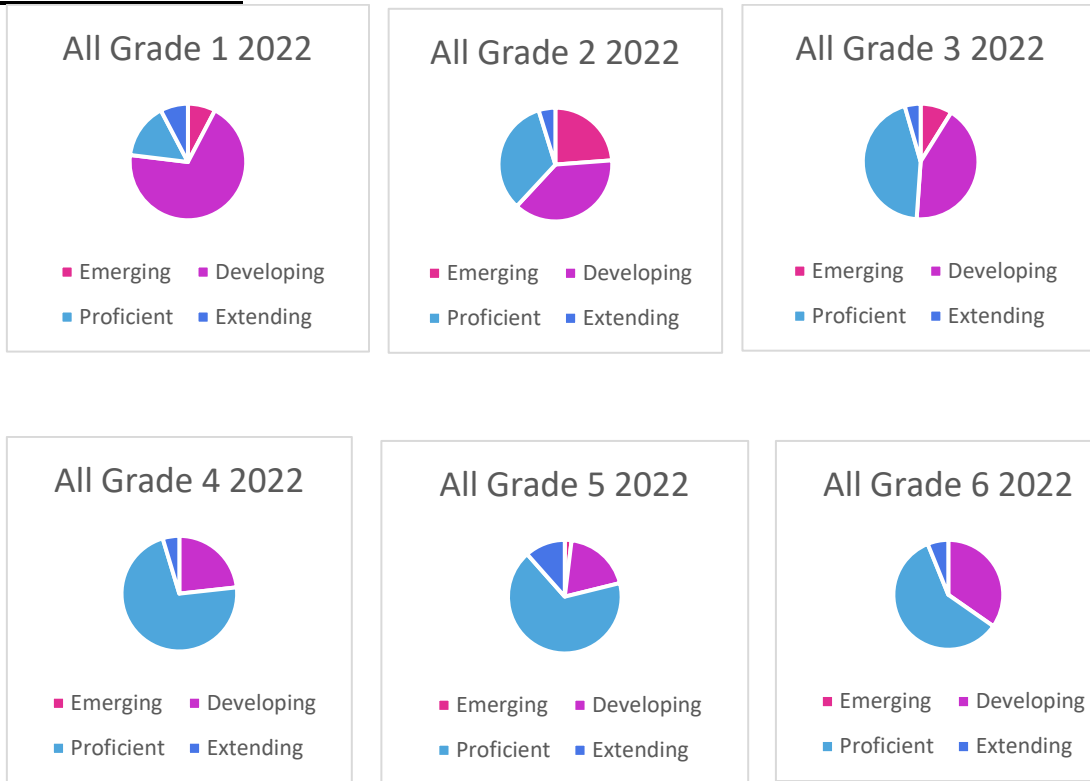 All Grade 1 2022
Emerging Developing
Proficient Extending
All Grade 2 2022
Emerging Developing
Proficient Extending
All Grade 3 2022
Emerging Developing
Proficient Extending
All Grade 4 2022
Emerging Developing
Proficient Extending
All Grade 5 2022
Emerging Developing
Proficient Extending
All Grade 6 2022
Emerging Developing
Proficient Extending